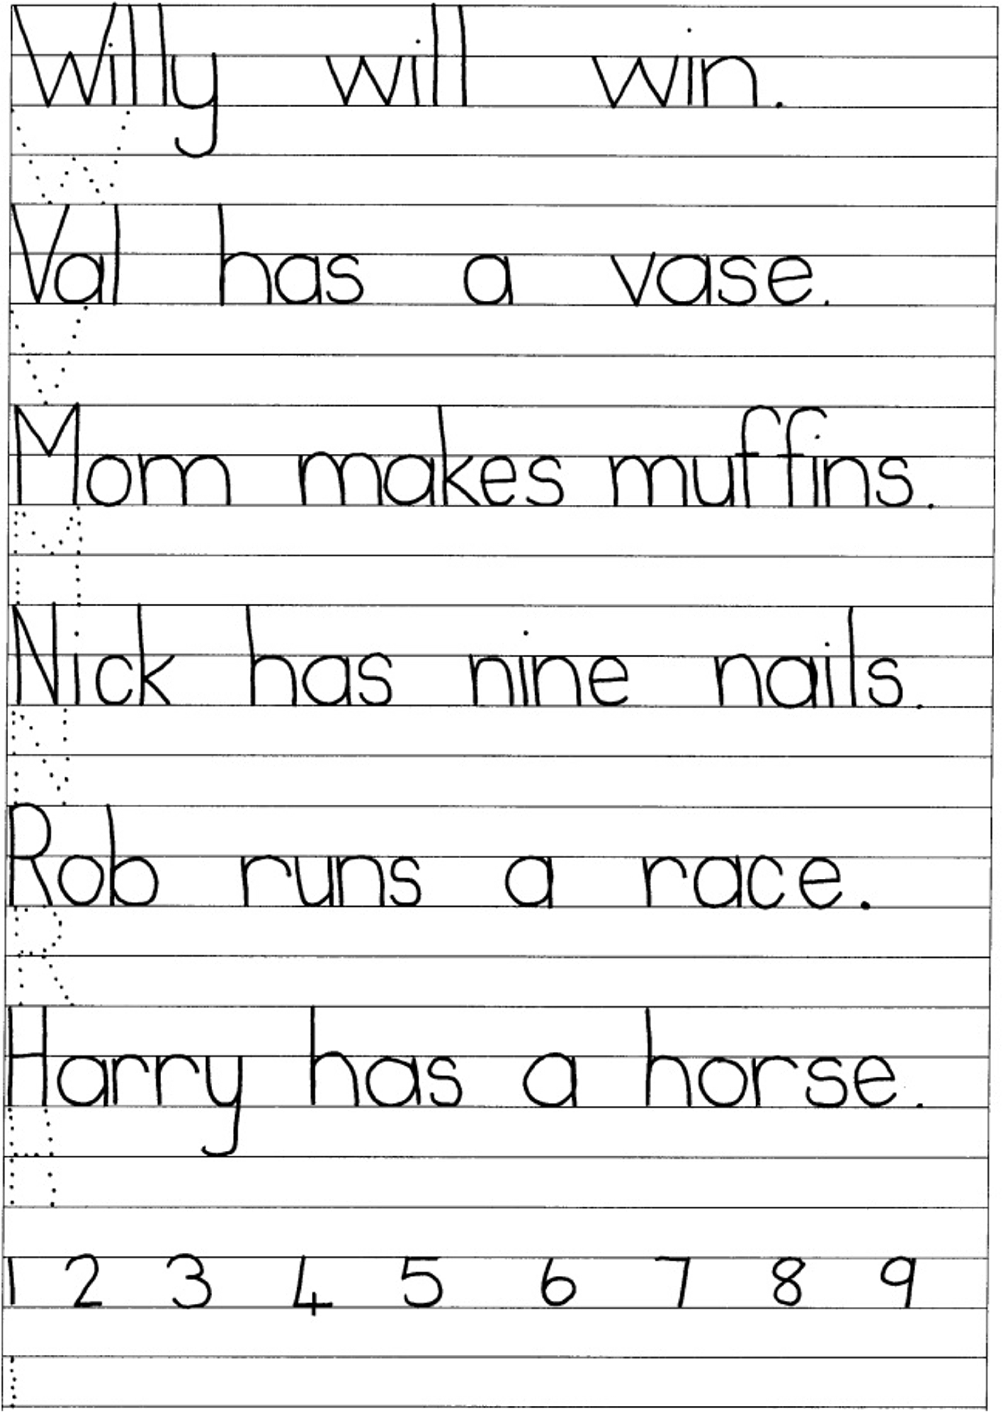 Willy will win.
W
Val has a vase.
V
Mom makes muffins.
M
Nick has nine nails.
N
Rob runs a race.
R
Harry has a horse.
H
1 2 3 4 5 6 7 8 9
1